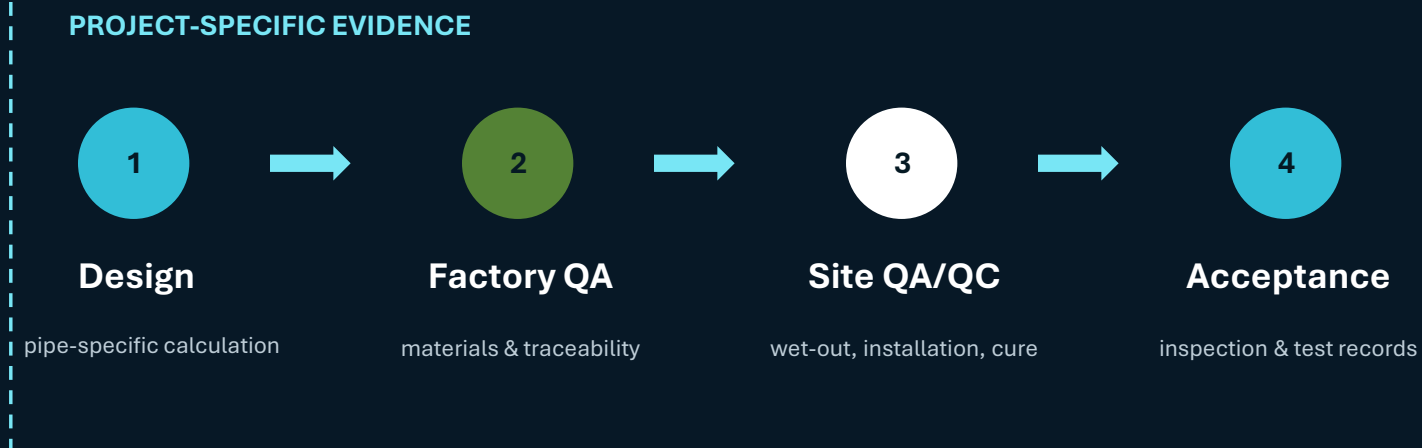 PROJECT-SPECIFIC EVIDENCE
1
2
3
4
Design
Factory QA
Site QA/QC
Acceptance
pipe-specific calculation
materials & traceability
wet-out, installation, cure
inspection & test records